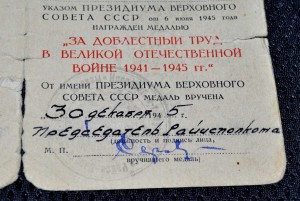 УКАЗОМ ПРЕЗИДИУМА ВЕРХОВНОГО
СОВЕТА СССР от 6 июня 1945 года
НАГРАЖДЕН МЕДАЛЬЮ
„ЗА ДОБЛЕСТНЫЙ ТРУД
В ВЕЛИКОЙ ОТЕЧЕСТВЕННОЙ
ВОЙНЕ 1941—1945 гг."
От имени ПРЕЗИДИУМА ВЕРХОВНОГО
СОВЕТА СССР МЕДАЛЬ ВРУЧЕНА
„30 декабря 1945 г.
Председатель Райисполкома
М. П. (должность и подпись лица,
вручившего медаль)